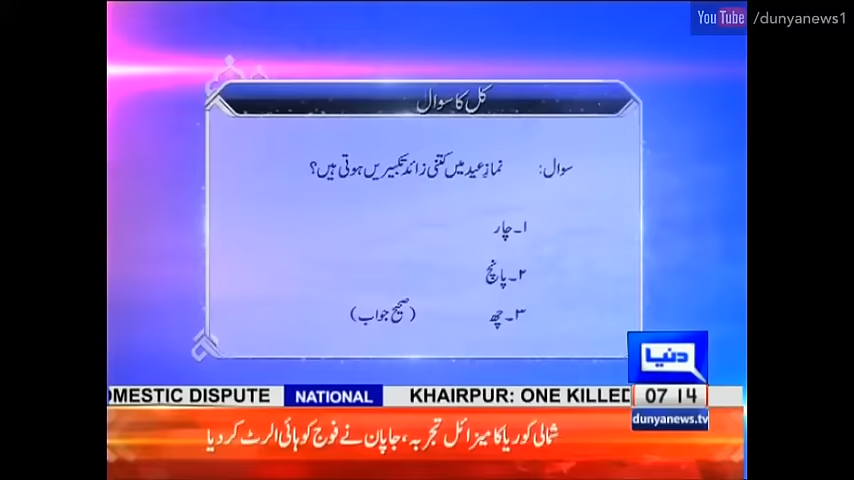 You Tube /dunyanews1
کل کا سوال
سوال: نمازِ عید میں کتنی زائد تکبیریں ہوتی ہیں؟
۱۔ چار
۲۔ پانچ
۳۔ چھ (صحیح جواب)
دنیا
OMESTIC DISPUTE NATIONAL KHAIRPUR: ONE KILLED
07 14
dunyanews.tv
شمالی کوریا کا میزائل تجربہ، جاپان نے فوج کو ہائی الرٹ کر دیا